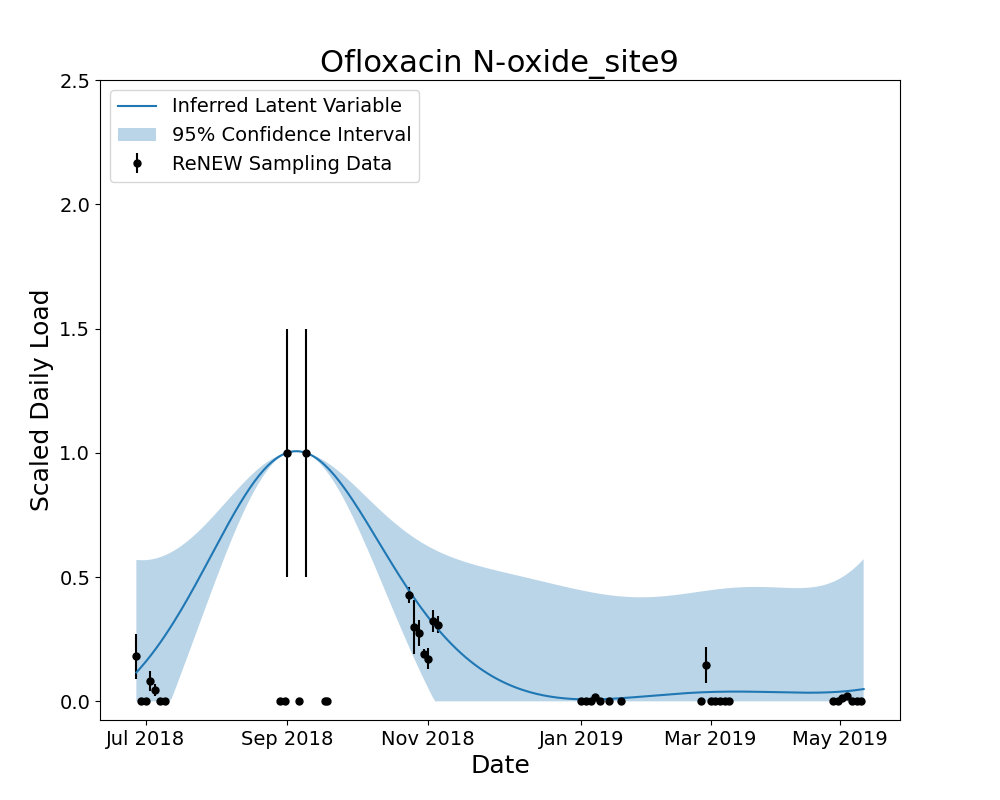 Ofloxacin N-oxide_site9
2.5
Inferred Latent Variable
95% Confidence Interval
ReNEW Sampling Data
2.0
1.5
1.0
0.5
0.0
Scaled Daily Load
Jul 2018
Sep 2018
Nov 2018
Jan 2019
Mar 2019
May 2019
Date